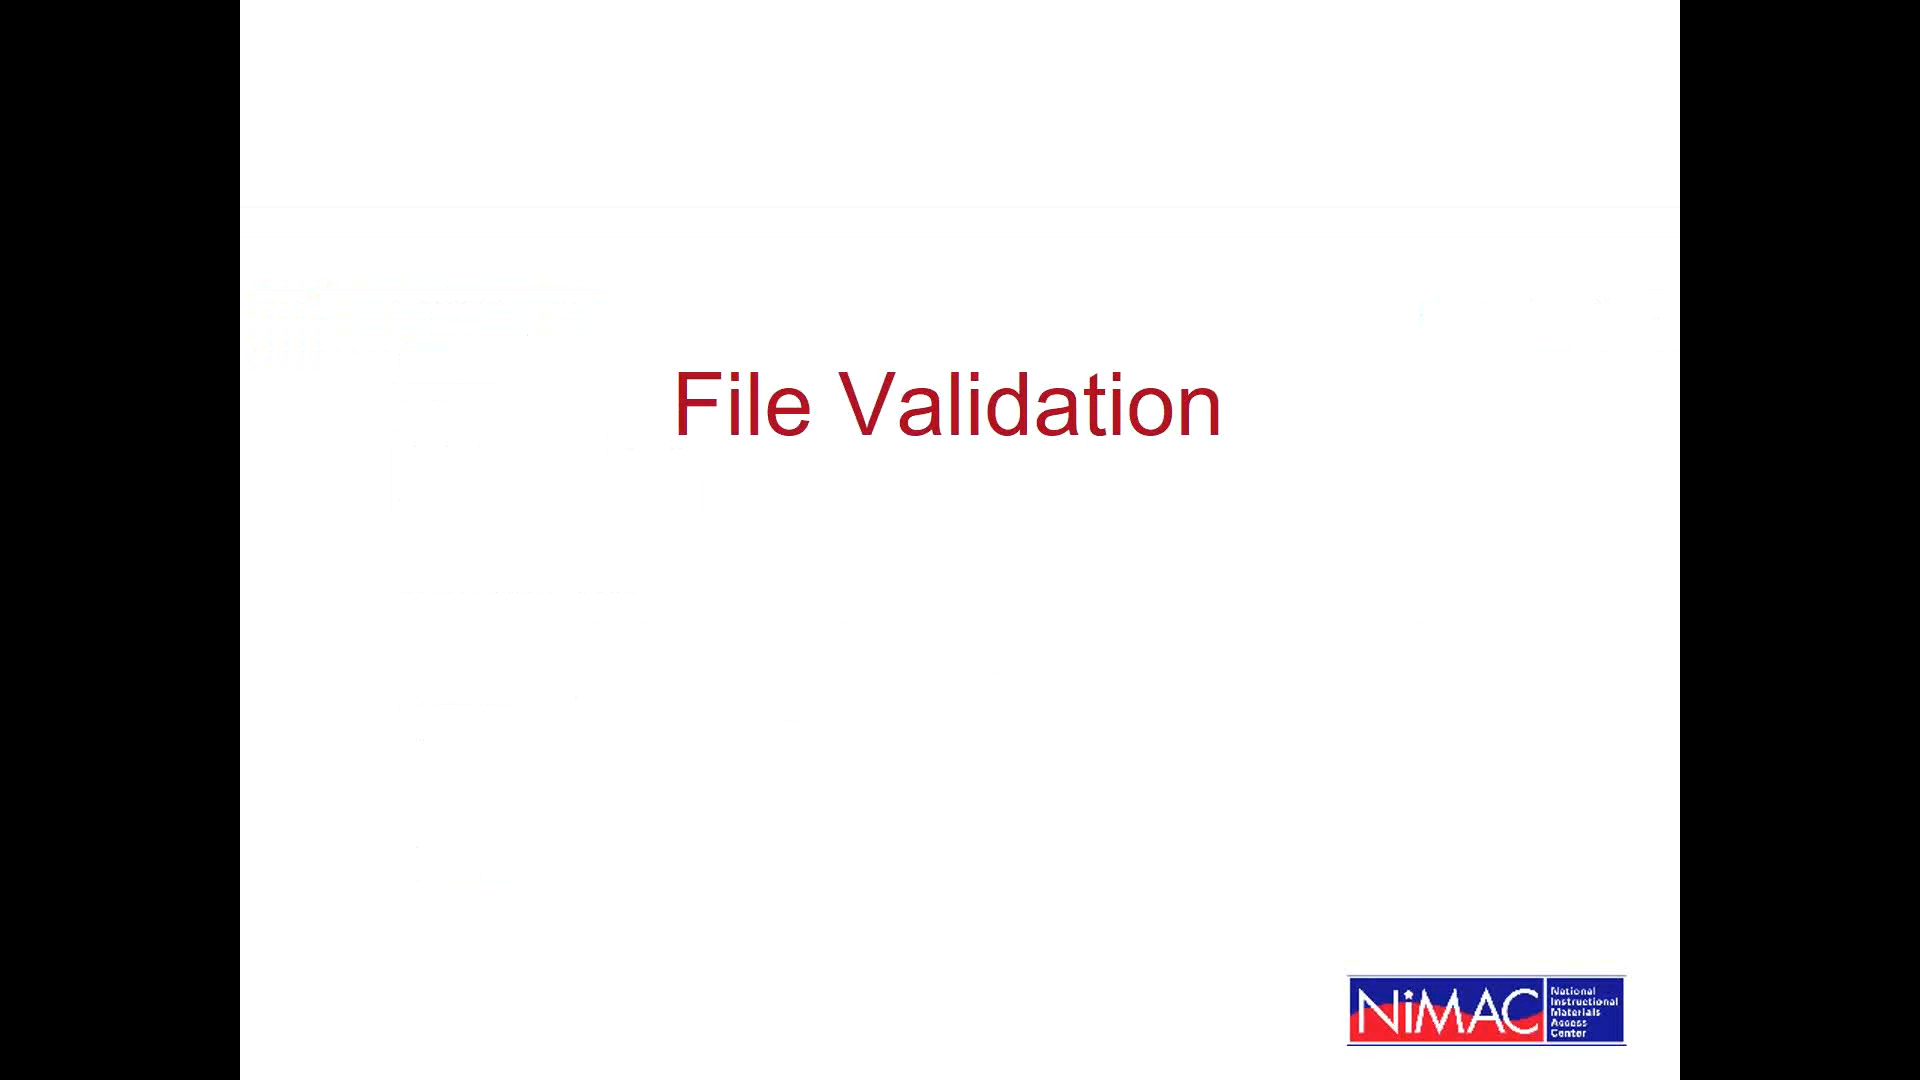 File Validation
NiMAC
National
Instructional
Materials
Access
Center